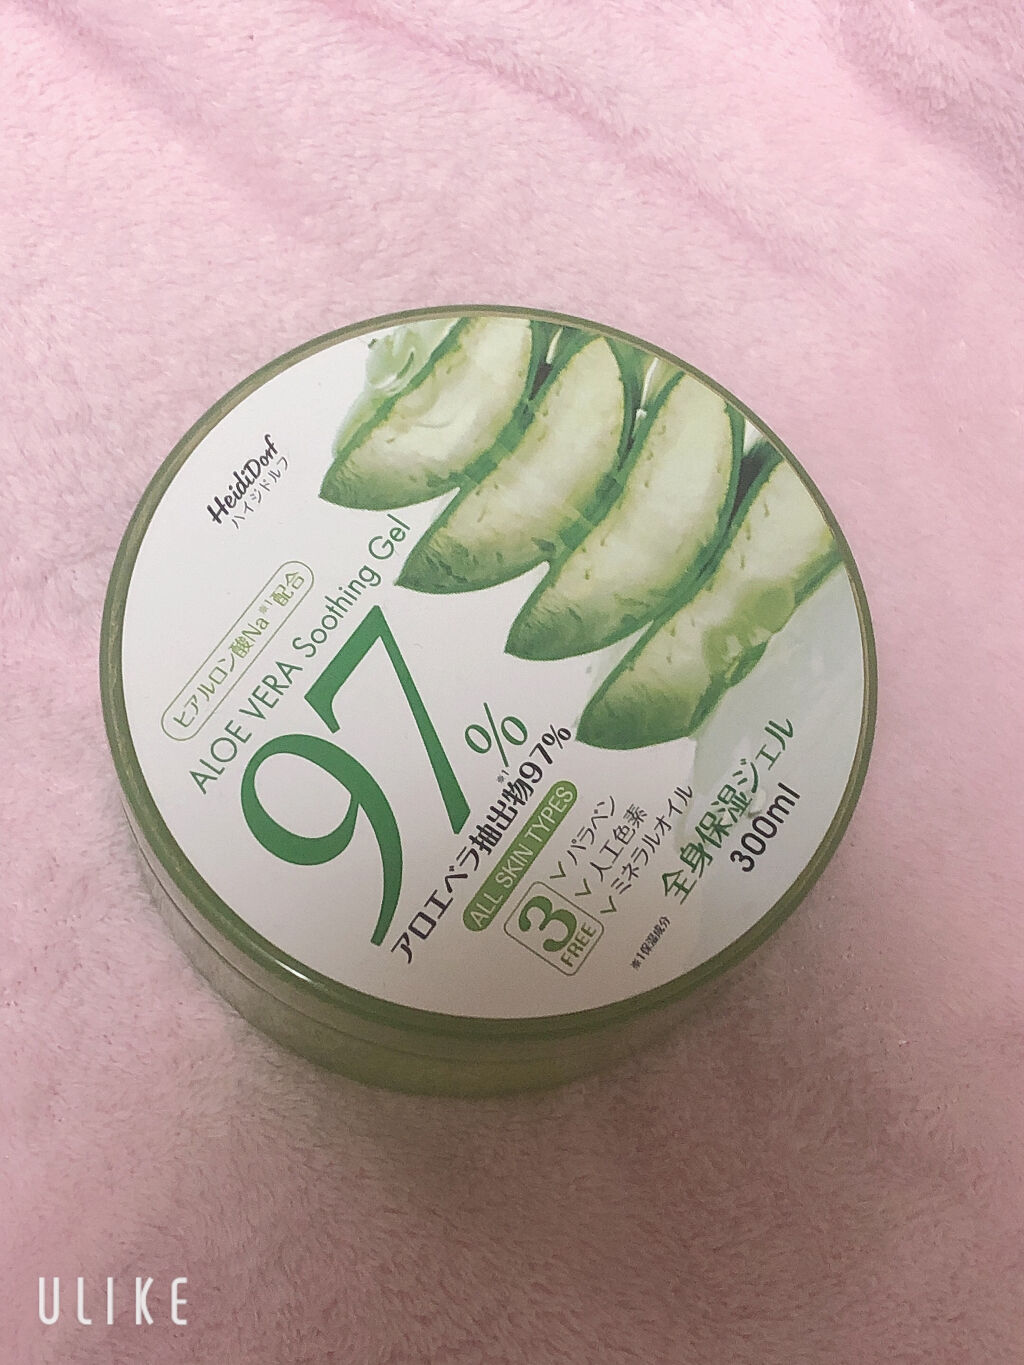 HeidiDorf
ハイジドルフ
ヒアルロン酸Na※1配合
ALOE VERA Soothing Gel
97%
アロエベラ抽出物※197%
ALL SKIN TYPES
3
FREE
✓パラベン
✓人工色素
✓ミネラルオイル
全身保湿ジェル
300ml
※1保湿成分
ULIKE